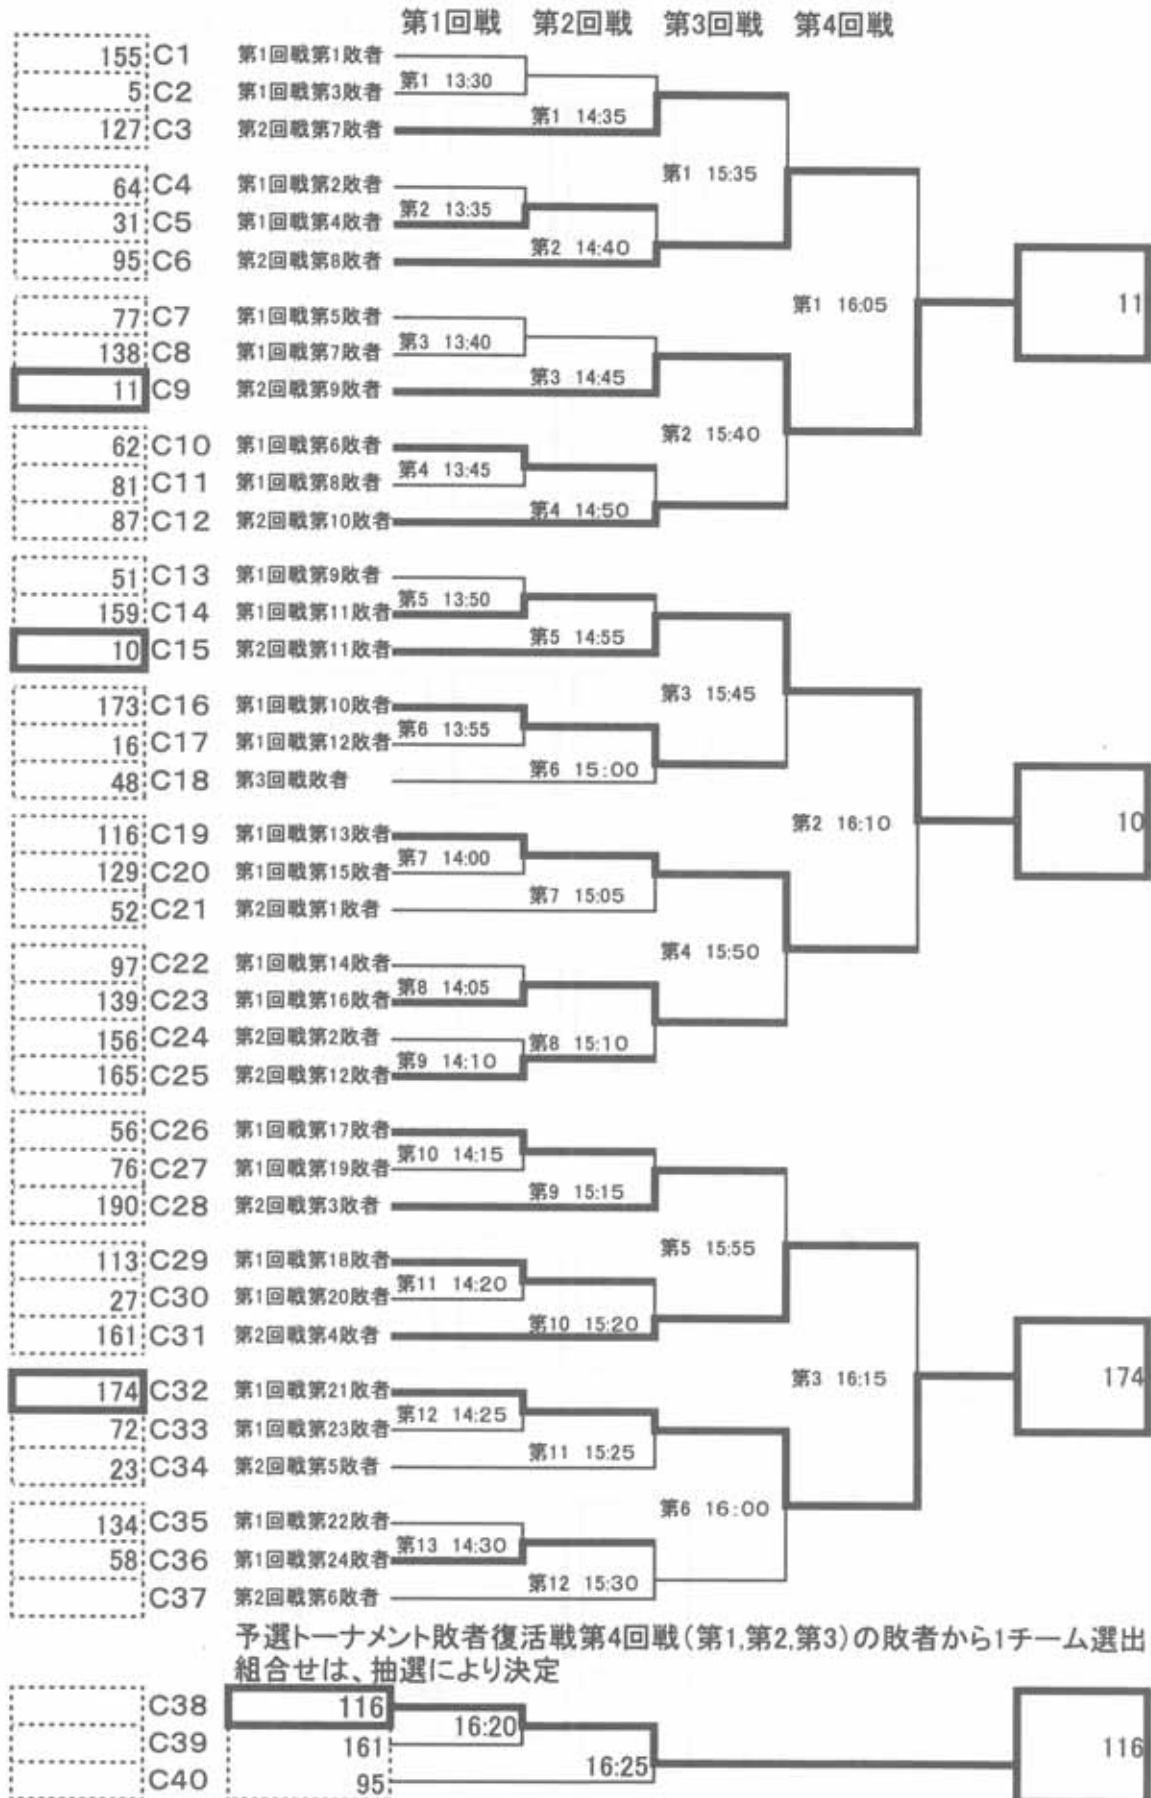 第1回戦 第2回戦 第3回戦 第4回戦
155 C1 第1回戦第1敗者
第1 13:30
5 C2 第1回戦第3敗者
第1 14:35
127 C3 第2回戦第7敗者
第1 15:35
64 C4 第1回戦第2敗者
第2 13:35
31 C5 第1回戦第4敗者
第2 14:40
95 C6 第2回戦第8敗者
第1 16:05 11
77 C7 第1回戦第5敗者
第3 13:40
138 C8 第1回戦第7敗者
第3 14:45
11 C9 第2回戦第9敗者
第2 15:40
62 C10 第1回戦第6敗者
第4 13:45
81 C11 第1回戦第8敗者
第4 14:50
87 C12 第2回戦第10敗者
51 C13 第1回戦第9敗者
第5 13:50
159 C14 第1回戦第11敗者
第5 14:55
10 C15 第2回戦第11敗者
第3 15:45
173 C16 第1回戦第10敗者
第6 13:55
16 C17 第1回戦第12敗者
第6 15:00
48 C18 第3回戦敗者
第2 16:10 10
116 C19 第1回戦第13敗者
第7 14:00
129 C20 第1回戦第15敗者
第7 15:05
52 C21 第2回戦第1敗者
第4 15:50
97 C22 第1回戦第14敗者
第8 14:05
139 C23 第1回戦第16敗者
第8 15:10
156 C24 第2回戦第2敗者
第9 14:10
165 C25 第2回戦第12敗者
56 C26 第1回戦第17敗者
第10 14:15
76 C27 第1回戦第19敗者
第9 15:15
190 C28 第2回戦第3敗者
第5 15:55
113 C29 第1回戦第18敗者
第11 14:20
27 C30 第1回戦第20敗者
第10 15:20
161 C31 第2回戦第4敗者
第3 16:15 174
174 C32 第1回戦第21敗者
第12 14:25
72 C33 第1回戦第23敗者
第11 15:25
23 C34 第2回戦第5敗者
第6 16:00
134 C35 第1回戦第22敗者
第13 14:30
58 C36 第1回戦第24敗者
第12 15:30
C37 第2回戦第6敗者
予選トーナメント敗者復活戦第4回戦(第1,第2,第3)の敗者から1チーム選出
組合せは、抽選により決定
C38 116
16:20
C39 161
16:25 116
C40 95